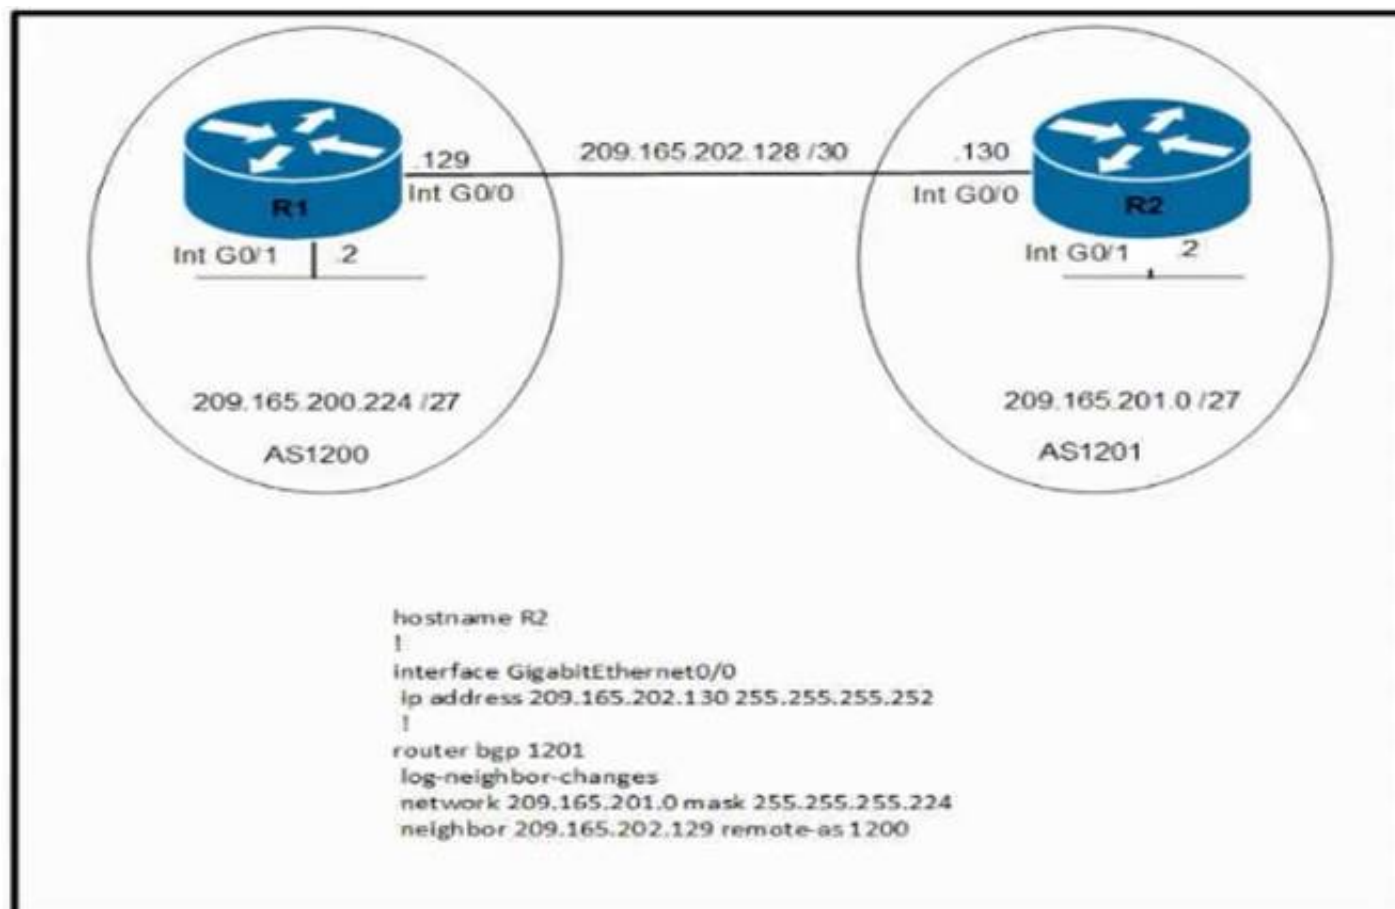 .129
209.165.202.128 /30
.130
Int G0/0
Int G0/0
R1
R2
Int G0/1
.2
Int G0/1
.2
209.165.200.224 /27
209.165.201.0 /27
AS1200
AS1201
hostname R2
!
interface GigabitEthernet0/0
ip address 209.165.202.130 255.255.255.252
!
router bgp 1201
log-neighbor-changes
network 209.165.201.0 mask 255.255.255.224
neighbor 209.165.202.129 remote-as 1200